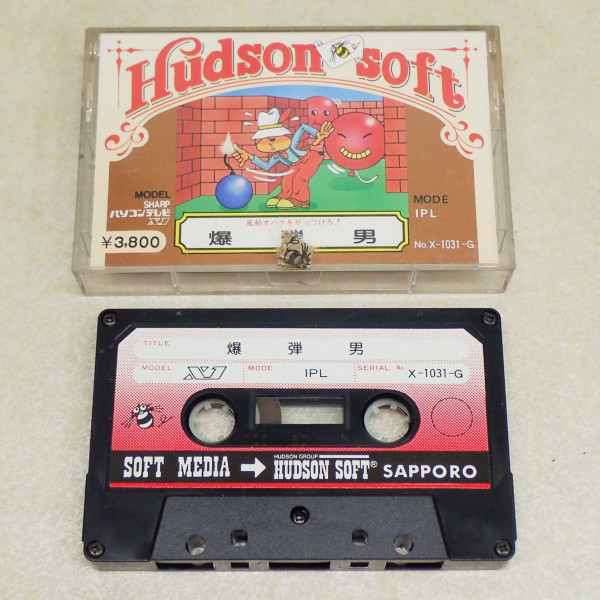 Hudson soft
MODEL
SHARP
パソコンテレビ
X1
MODE
IPL
風船オバケをやっつけろ!
¥3,800
爆弾男
No.X-1031-G
TITLE 爆弾男
MODEL X1 MODE IPL SERIAL No. X-1031-G
HUDSON GROUP
SOFT MEDIA → HUDSON SOFT® SAPPORO